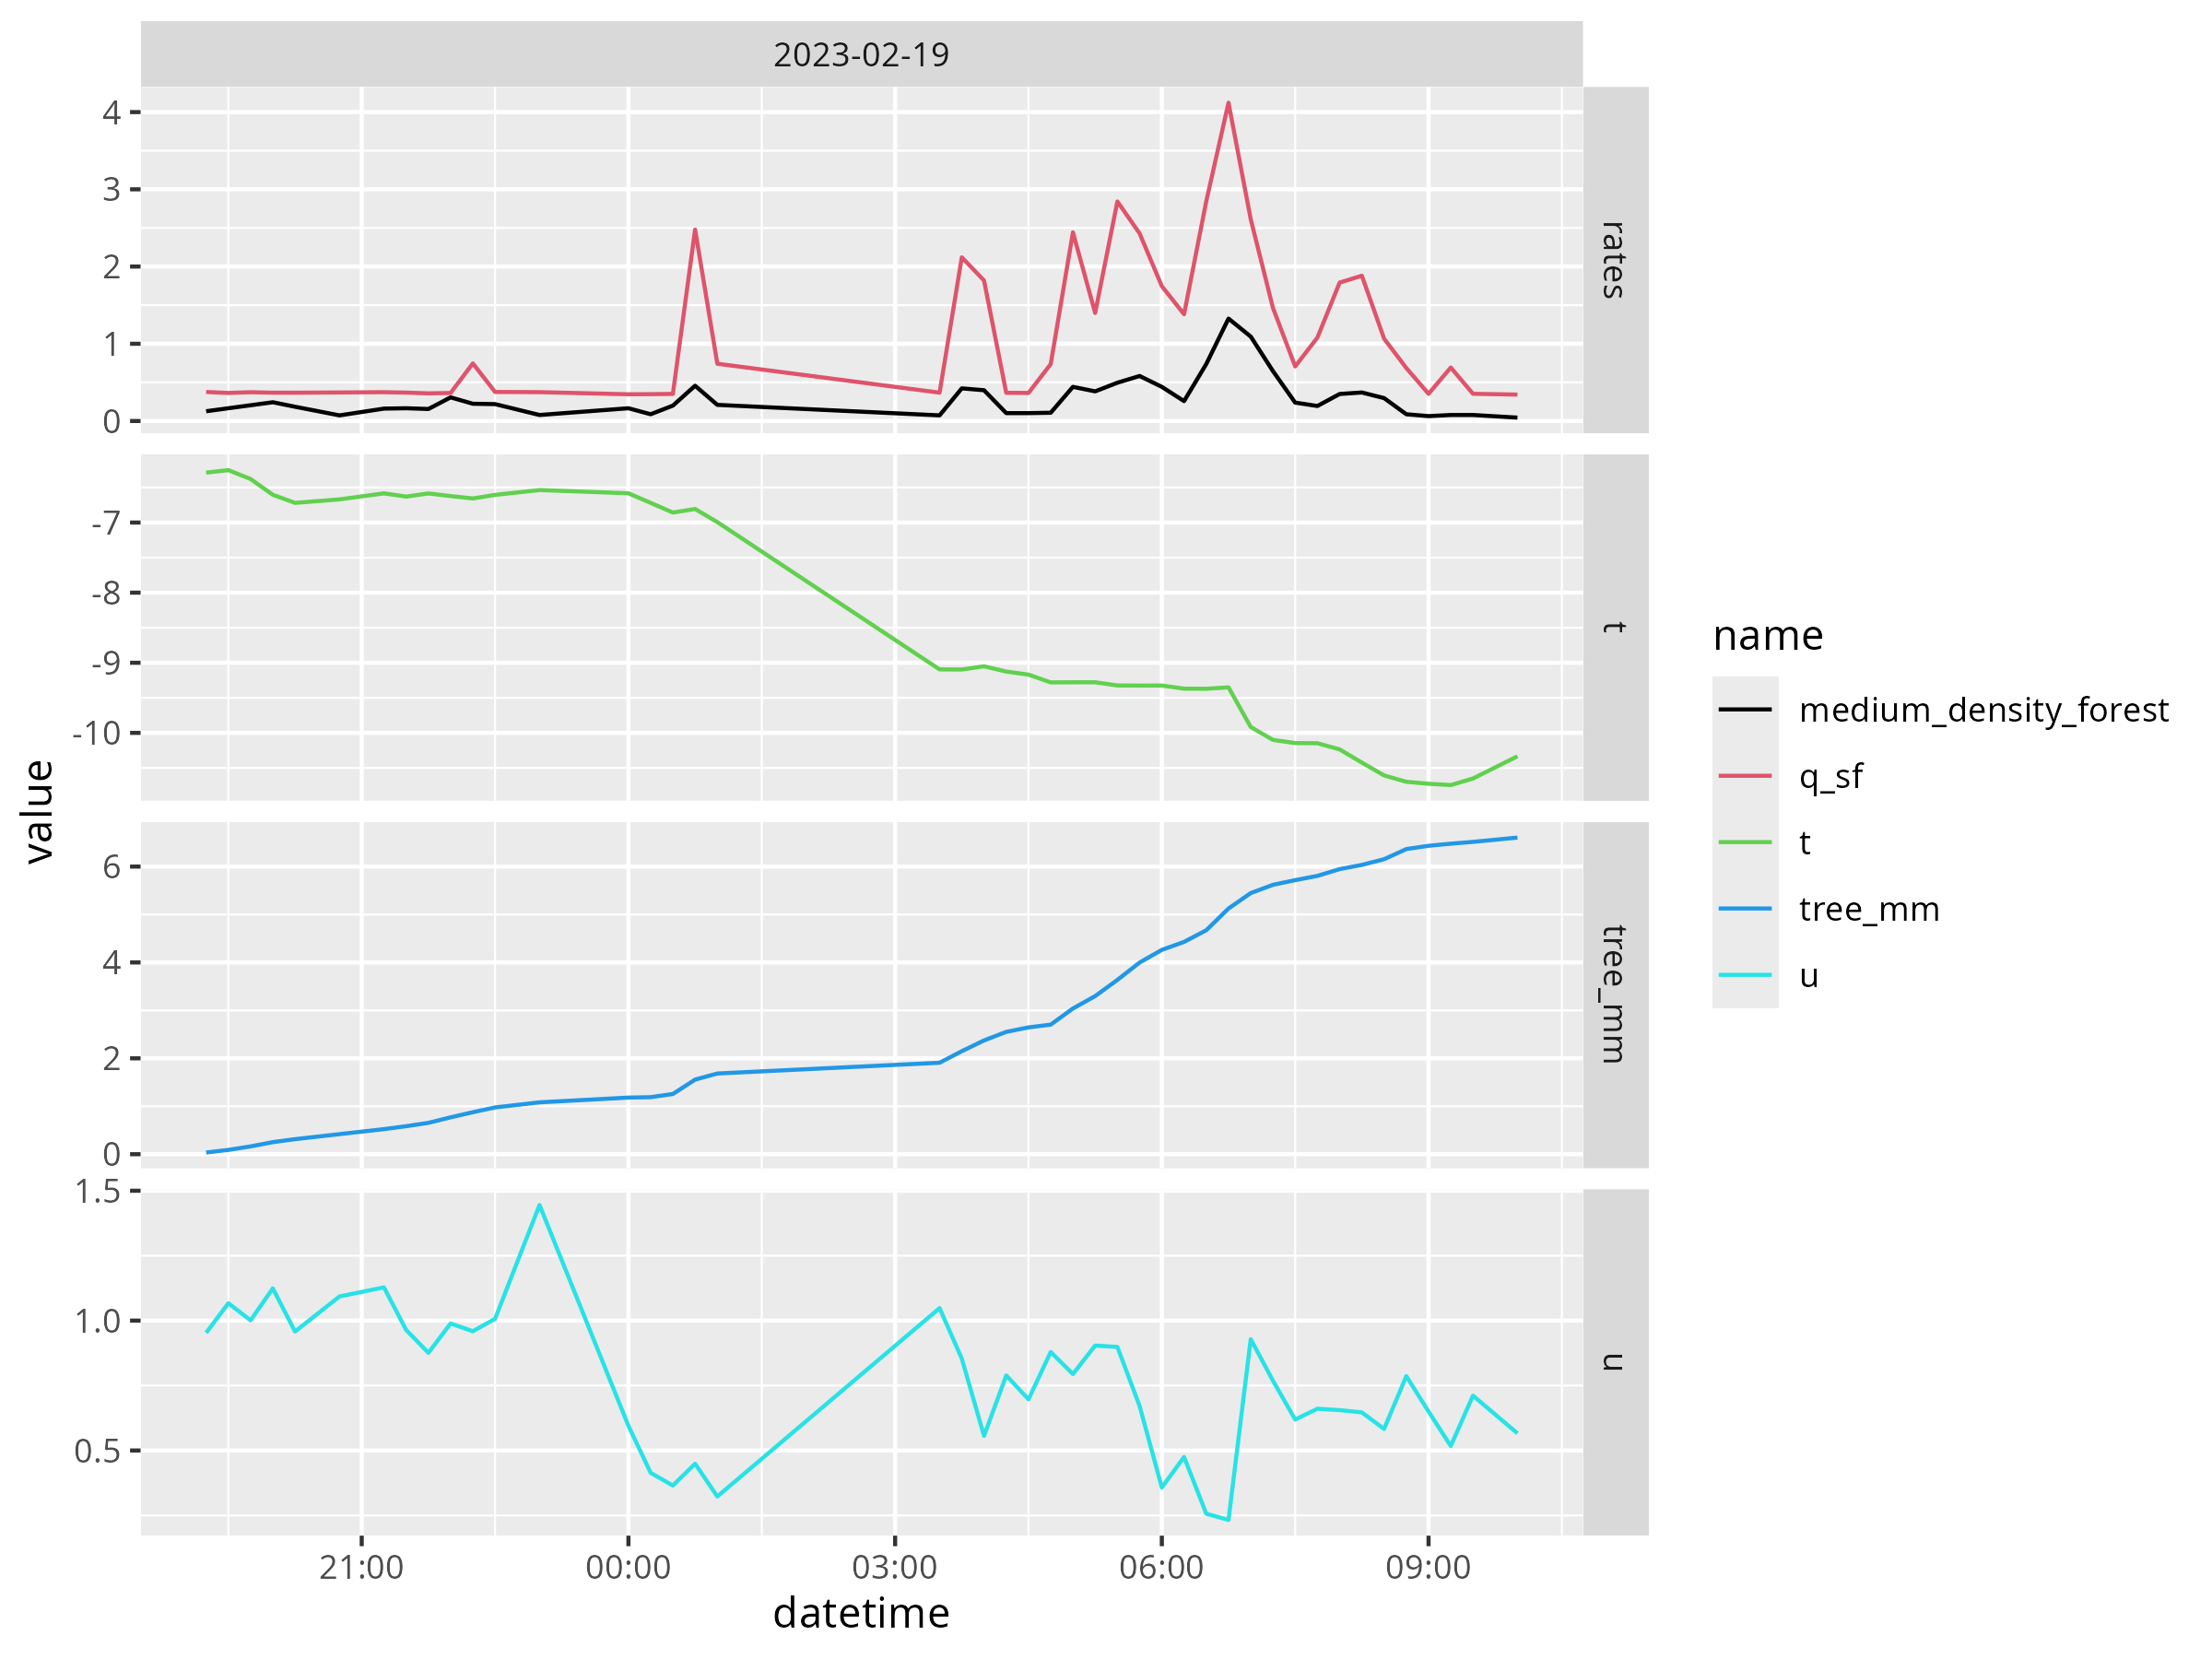 2023-02-19
4
3
2
1
0
rates
-7
-8
-9
-10
t
6
4
2
0
tree_mm
1.5
1.0
0.5
u
21:00 00:00 03:00 06:00 09:00
datetime
value
name
medium_density_forest
q_sf
t
tree_mm
u